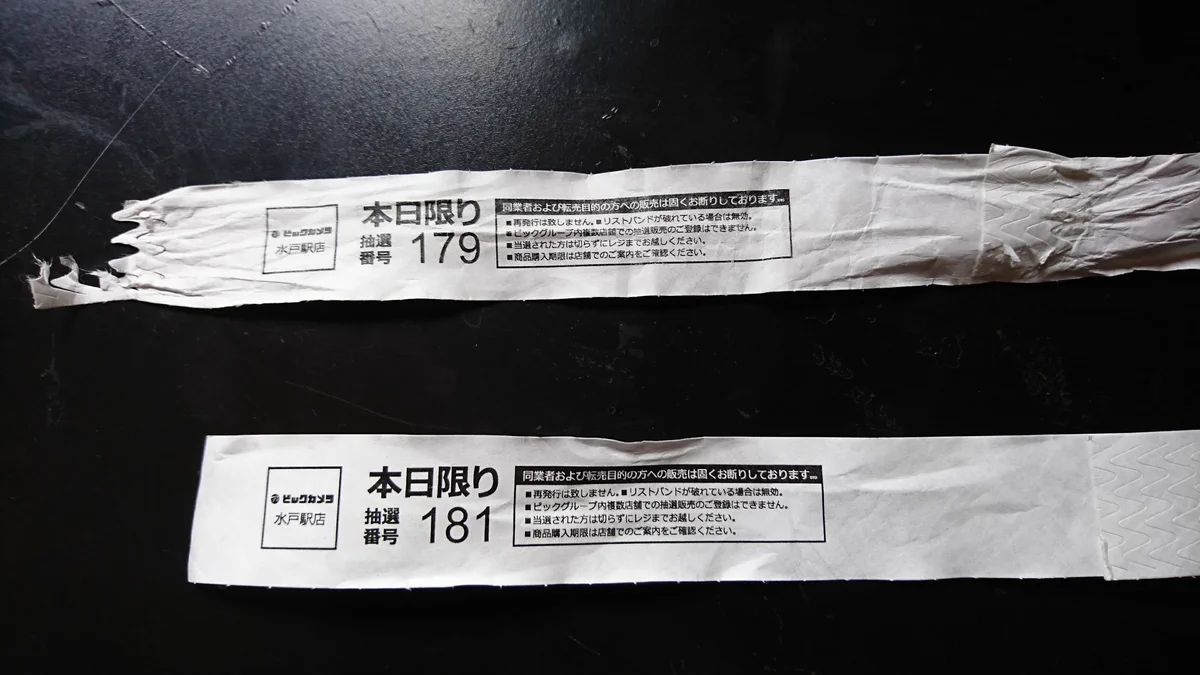 ビックカメラ
水戸駅店
本日限り
抽選
番号 179
同業者および転売目的の方への販売は固くお断りしております。
■再発行は致しません。■リストバンドが破れている場合は無効。
■ビックグループ内複数店舗での抽選販売のご登録はできません。
■当選された方は切らずにレジまでお越しください。
■商品購入期限は店舗でのご案内をご確認ください。
ビックカメラ
水戸駅店
本日限り
抽選
番号 181
同業者および転売目的の方への販売は固くお断りしております。
■再発行は致しません。■リストバンドが破れている場合は無効。
■ビックグループ内複数店舗での抽選販売のご登録はできません。
■当選された方は切らずにレジまでお越しください。
■商品購入期限は店舗でのご案内をご確認ください。